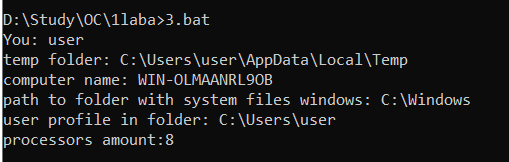 D:\Study\OC\1laba>3.bat
You: user
temp folder: C:\Users\user\AppData\Local\Temp
computer name: WIN-OLMAANRL9OB
path to folder with system files windows: C:\Windows
user profile in folder: C:\Users\user
processors amount:8